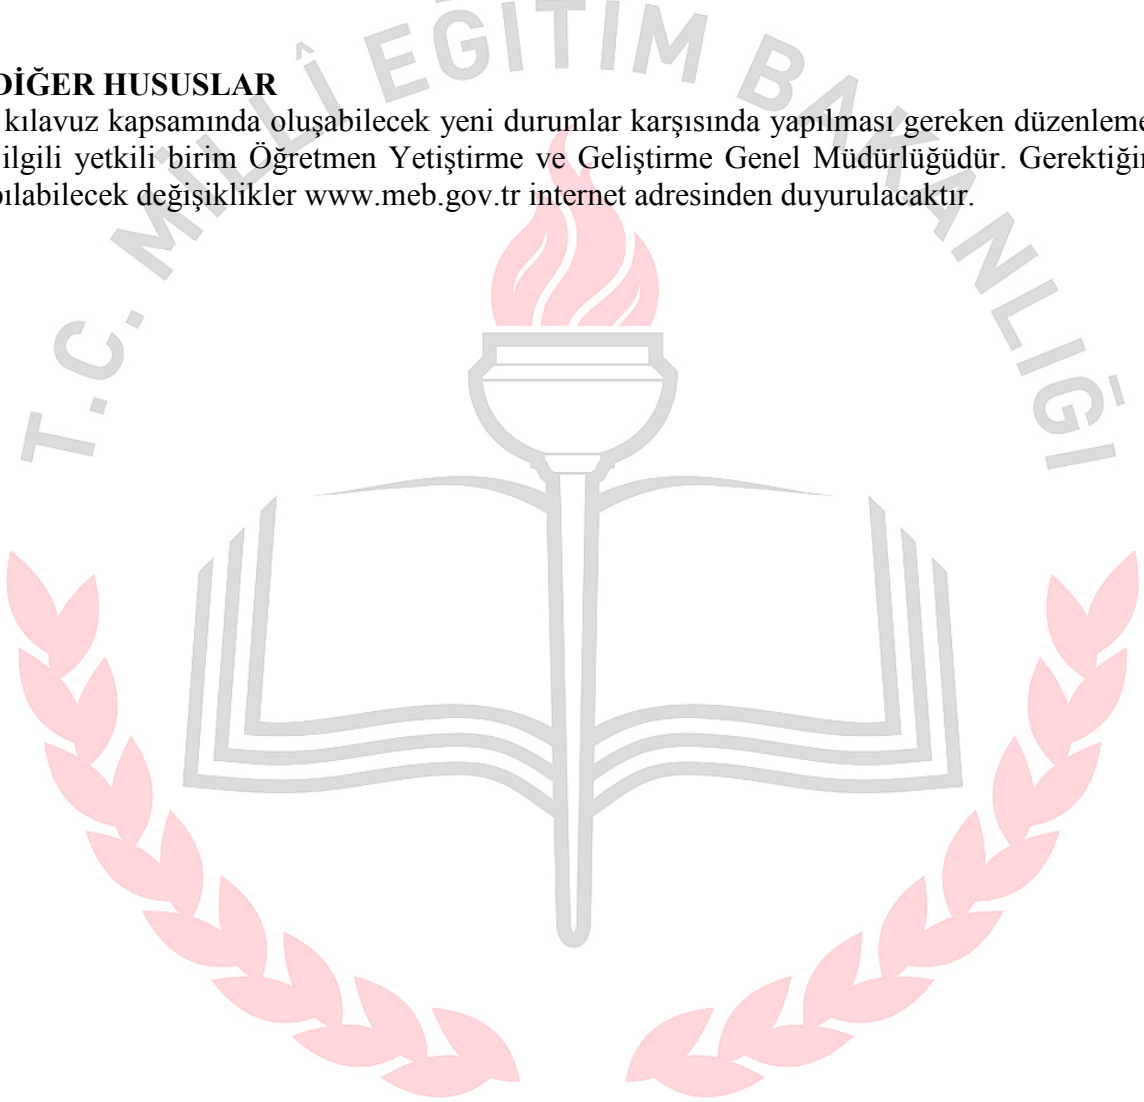 T.C. MİLLÎ EĞİTİM BAKANLIĞI
DİĞER HUSUSLAR
kılavuz kapsamında oluşabilecek yeni durumlar karşısında yapılması gereken düzenleme
ilgili yetkili birim Öğretmen Yetiştirme ve Geliştirme Genel Müdürlüğüdür. Gerektiğin
pılabilecek değişiklikler www.meb.gov.tr internet adresinden duyurulacaktır.